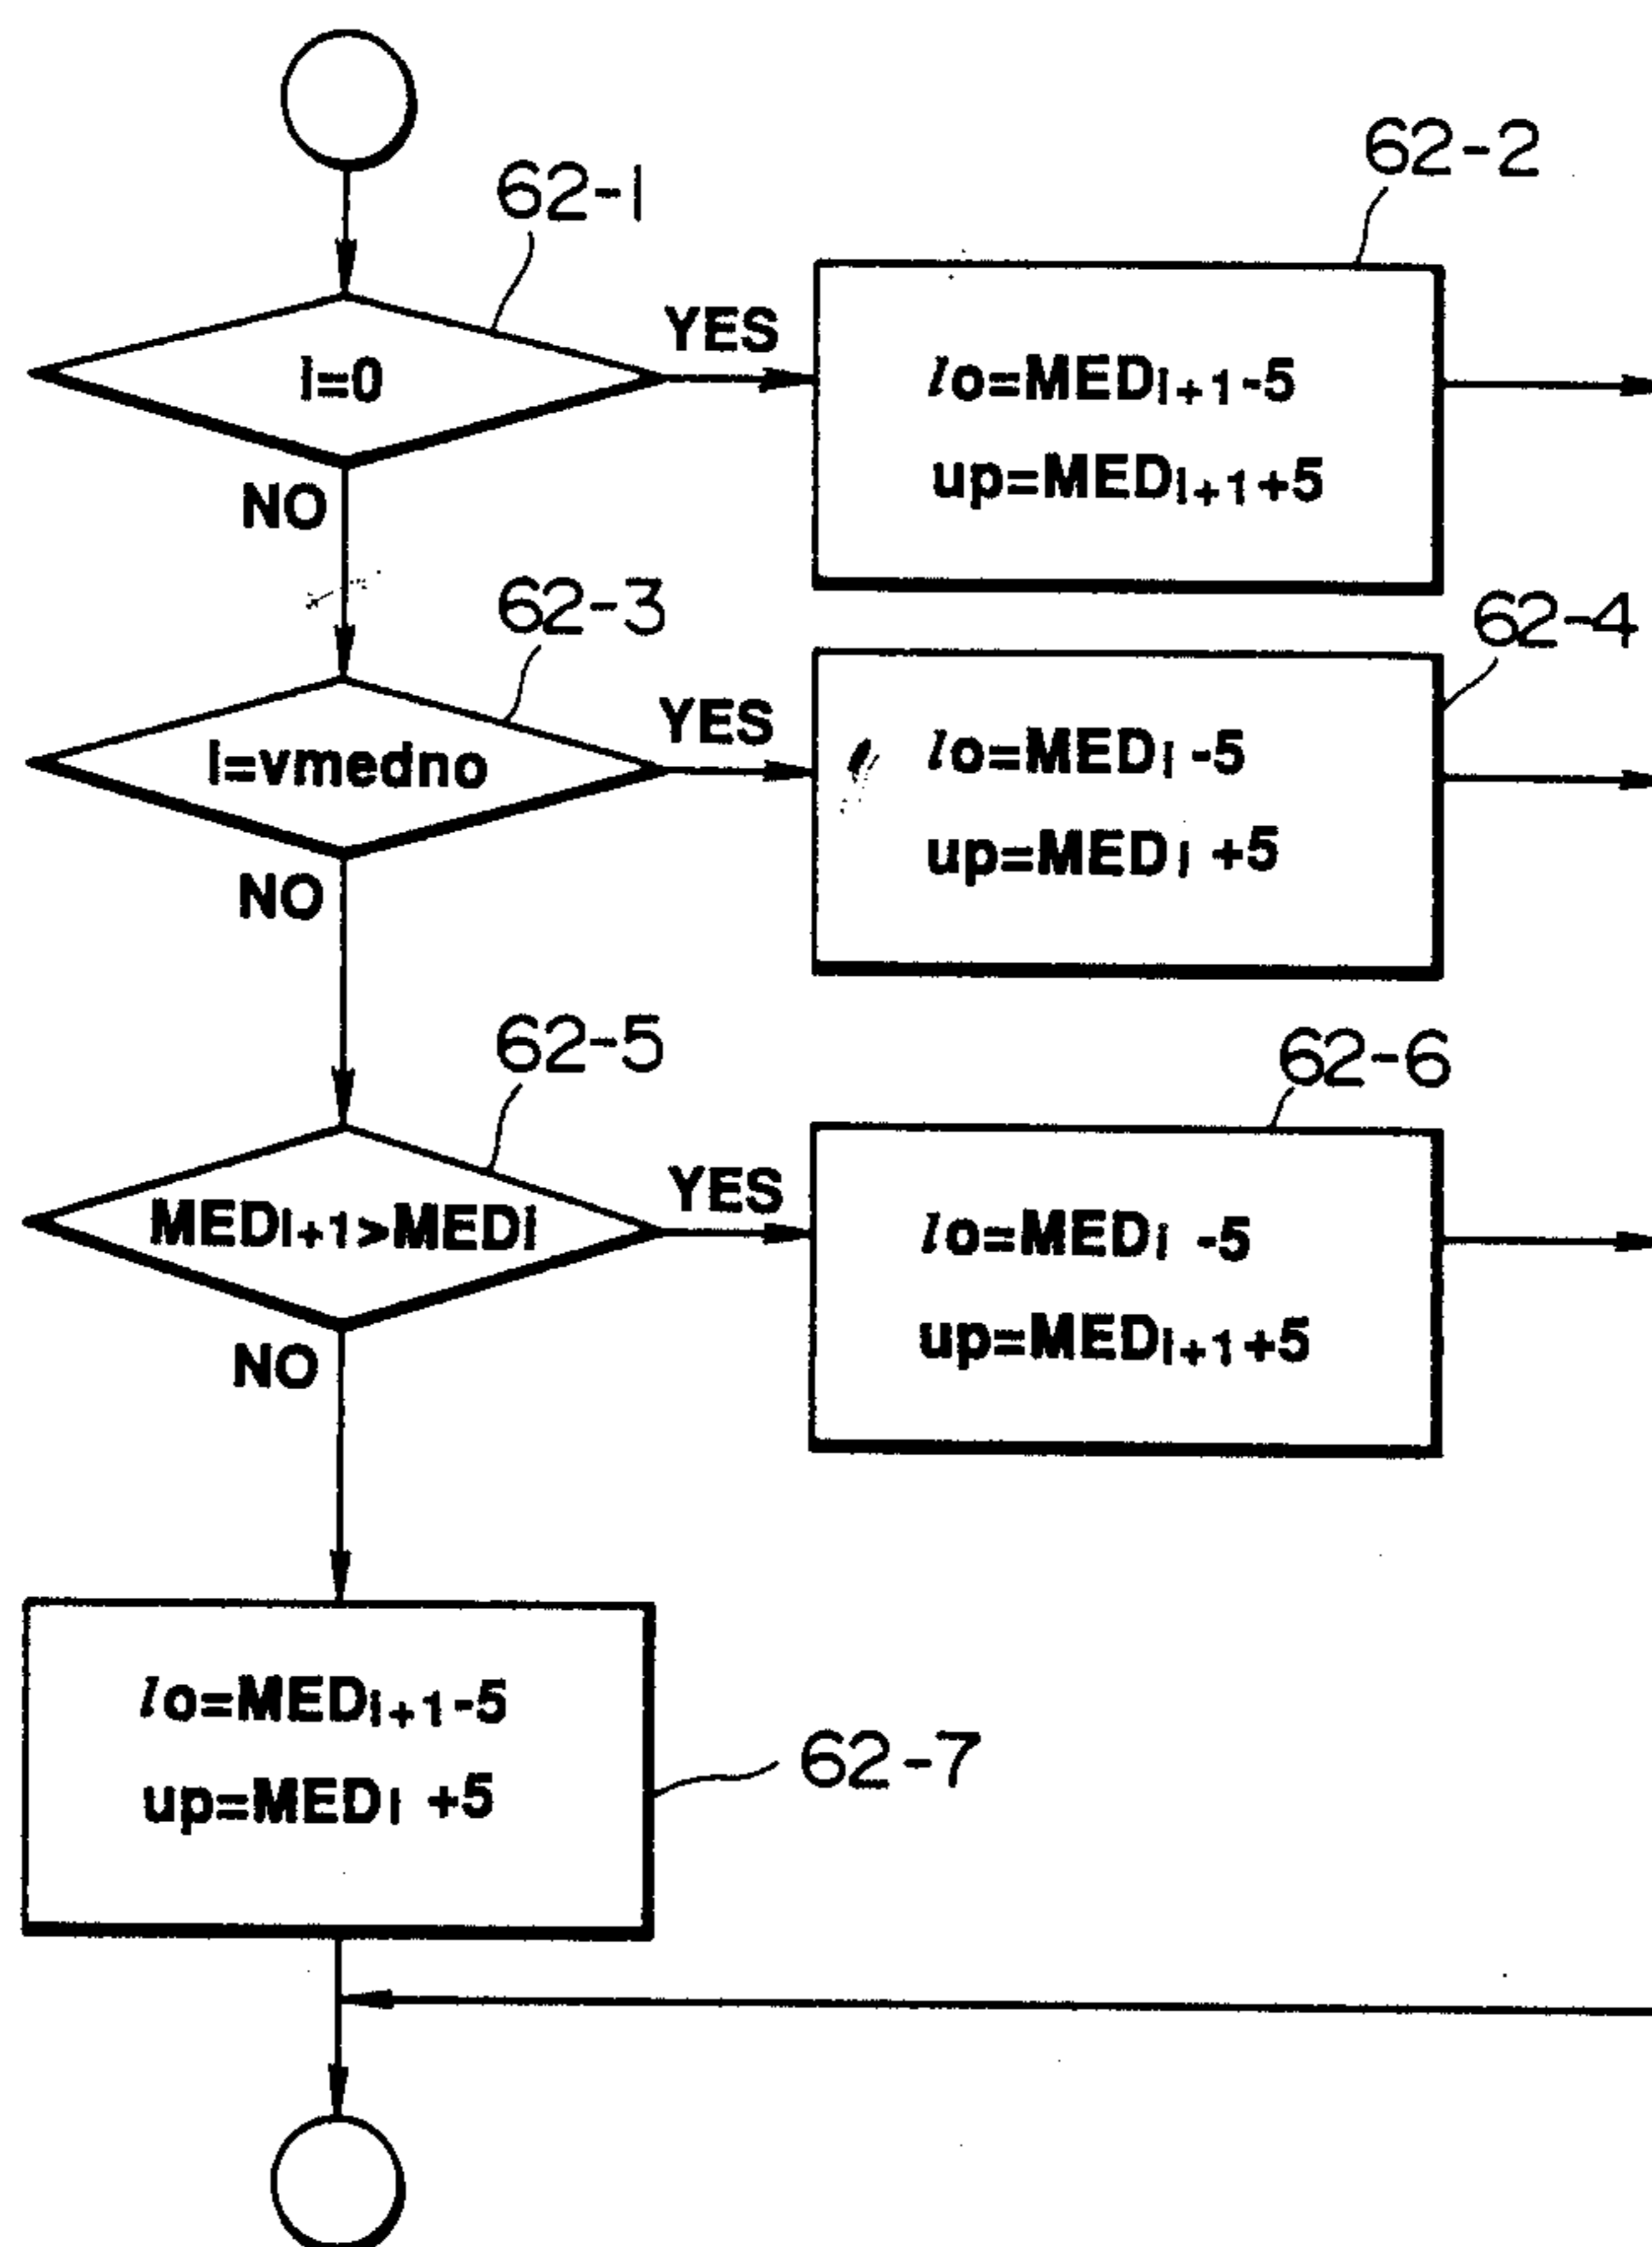 62-1
62-2
i=0
YES
lo=MEDi+1-5
up=MEDi+1+5
NO
62-3
62-4
i=vmedno
YES
lo=MEDi -5
up=MEDi +5
NO
62-5
62-6
MEDi+1>MEDi
YES
lo=MEDi -5
up=MEDi+1+5
NO
lo=MEDi+1-5
up=MEDi +5
62-7